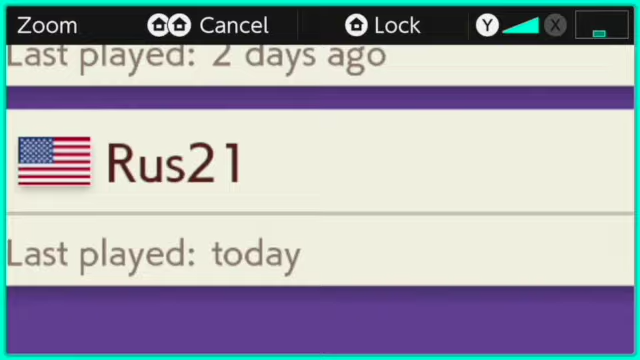 Zoom Cancel Lock Y X
Last played: 2 days ago
Rus21
Last played: today